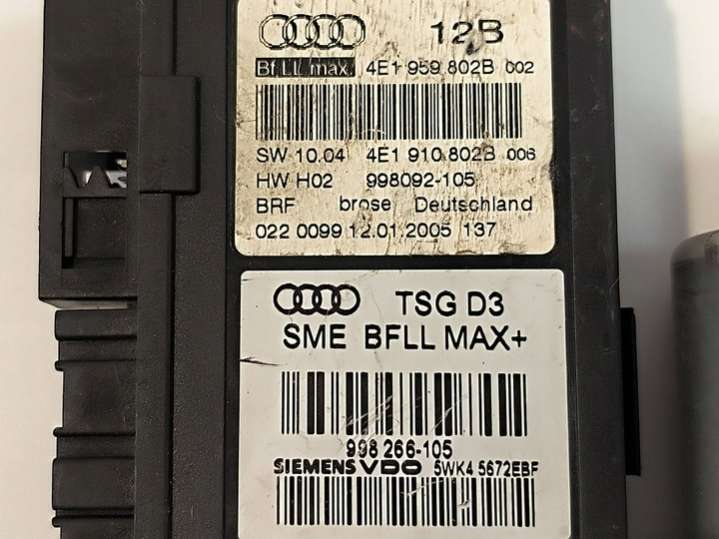 12B
Bf LL max. 4E1 959 802B 002
SW 10.04 4E1 910 802B 006
HW H02 998092-105
BRF brose Deutschland
022 0099 12.01.2005 137
TSG D3
SME BFLL MAX+
998 266-105
SIEMENS VDO 5WK4 5672EBF